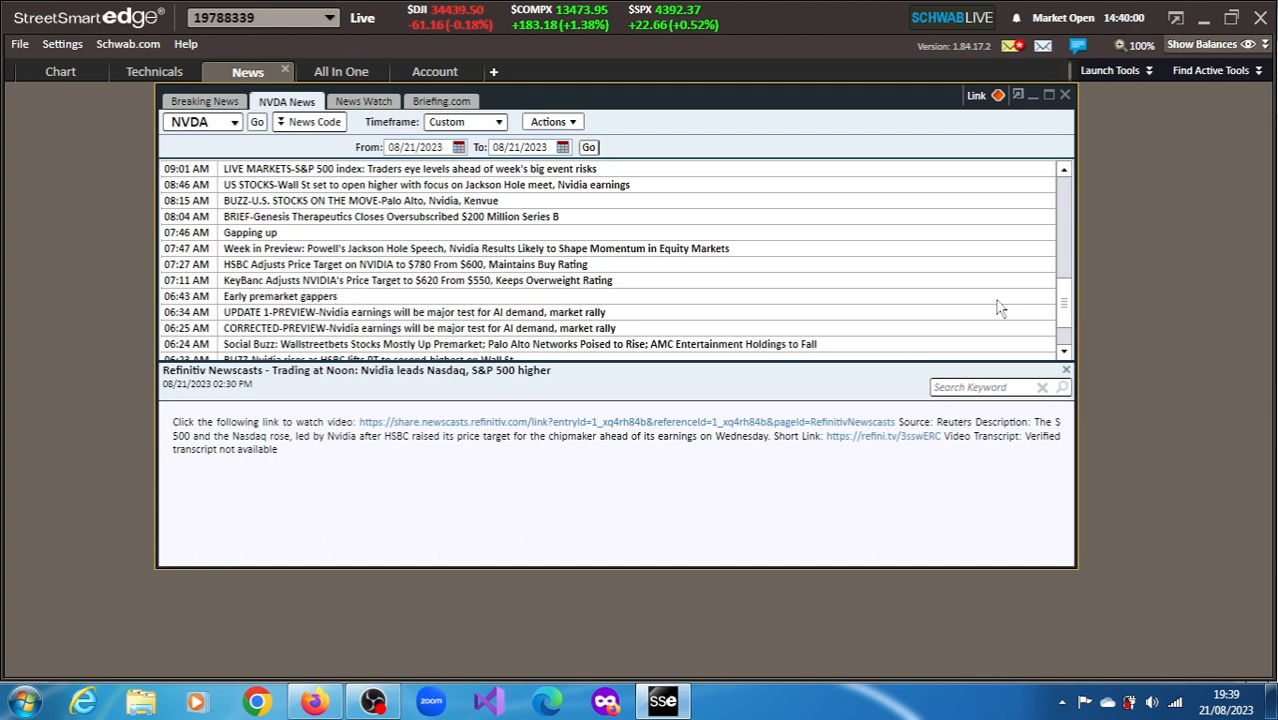 StreetSmart edge® 19788339 Live $DJI 34439.50 $COMPX 13473.95 $SPX 4392.37 SCHWABLIVE Market Open 14:40:00
-61.16 (-0.18%) +183.18 (+1.38%) +22.66 (+0.52%)
File Settings Schwab.com Help Version: 1.84.17.2 100% Show Balances
Chart Technicals News All In One Account + Launch Tools Find Active Tools
Breaking News NVDA News News Watch Briefing.com Link
NVDA Go News Code Timeframe: Custom Actions
From: 08/21/2023 To: 08/21/2023 Go
09:01 AM LIVE MARKETS-S&P 500 index: Traders eye levels ahead of week's big event risks
08:46 AM US STOCKS-Wall St set to open higher with focus on Jackson Hole meet, Nvidia earnings
08:15 AM BUZZ-U.S. STOCKS ON THE MOVE-Palo Alto, Nvidia, Kenvue
08:04 AM BRIEF-Genesis Therapeutics Closes Oversubscribed $200 Million Series B
07:46 AM Gapping up
07:47 AM Week in Preview: Powell's Jackson Hole Speech, Nvidia Results Likely to Shape Momentum in Equity Markets
07:27 AM HSBC Adjusts Price Target on NVIDIA to $780 From $600, Maintains Buy Rating
07:11 AM KeyBanc Adjusts NVIDIA's Price Target to $620 From $550, Keeps Overweight Rating
06:43 AM Early premarket gappers
06:34 AM UPDATE 1-PREVIEW-Nvidia earnings will be major test for AI demand, market rally
06:25 AM CORRECTED-PREVIEW-Nvidia earnings will be major test for AI demand, market rally
06:24 AM Social Buzz: Wallstreetbets Stocks Mostly Up Premarket; Palo Alto Networks Poised to Rise; AMC Entertainment Holdings to Fall
06:23 AM BUZZ-Nvidia rises as HSBC lifts PT to second highest on Wall St
Refinitiv Newscasts - Trading at Noon: Nvidia leads Nasdaq, S&P 500 higher
08/21/2023 02:30 PM
Search Keyword
Click the following link to watch video: https://share.newscasts.refinitiv.com/link?entryId=1_xq4rh84b&referenceId=1_xq4rh84b&pageId=RefinitivNewscasts Source: Reuters Description: The S
500 and the Nasdaq rose, led by Nvidia after HSBC raised its price target for the chipmaker ahead of its earnings on Wednesday. Short Link: https://refini.tv/3sswERC Video Transcript: Verified
transcript not available
zoom SSE 19:39
21/08/2023